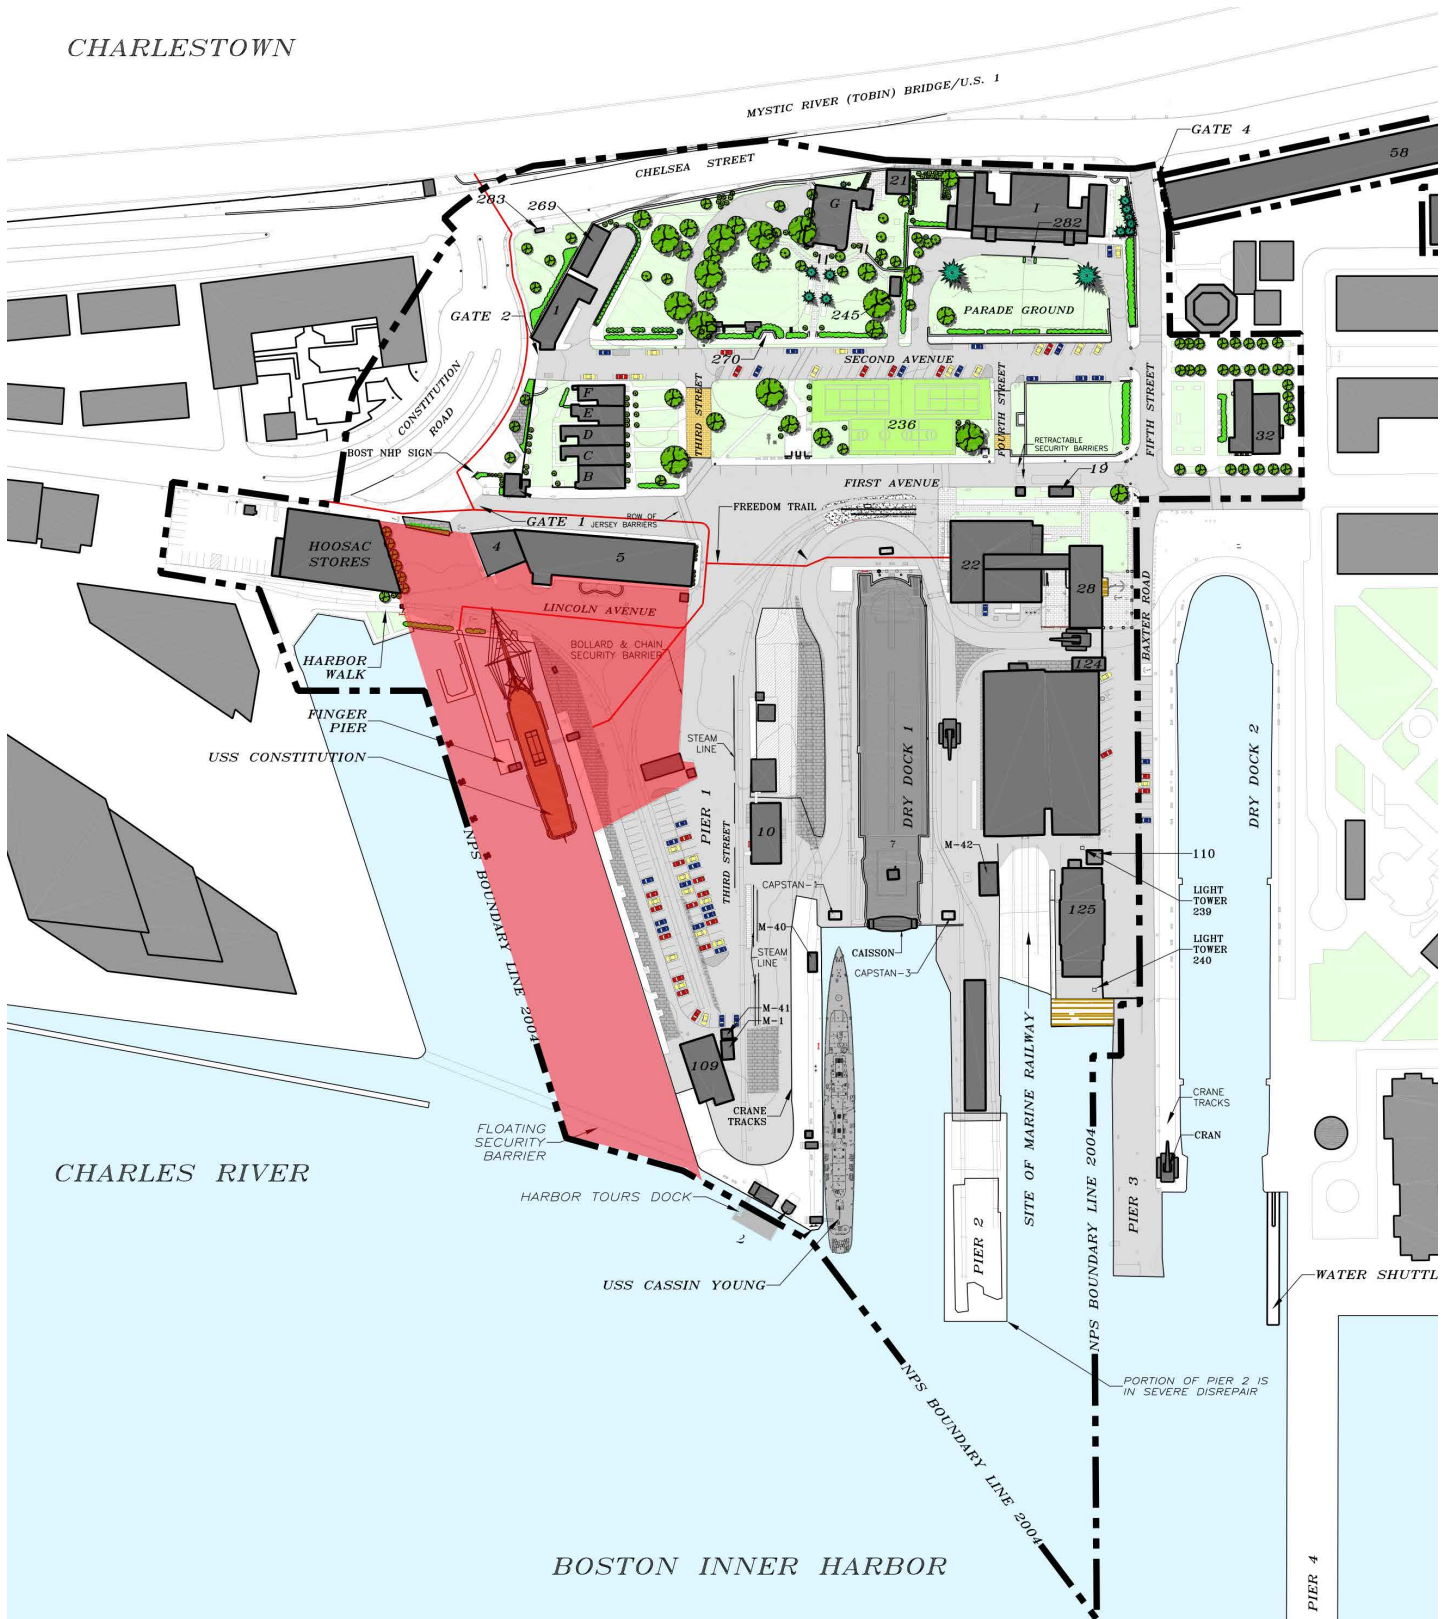 CHARLESTOWN
MYSTIC RIVER (TOBIN) BRIDGE/U.S. 1
GATE 4
58
CHELSEA STREET
283
269
G
21
I
282
GATE 2
1
245
PARADE GROUND
270
SECOND AVENUE
CONSTITUTION
ROAD
F
E
D
C
B
THIRD STREET
236
FOURTH STREET
FIFTH STREET
32
BOST NHP SIGN
RETRACTABLE
SECURITY BARRIERS
19
FIRST AVENUE
GATE 1
ROW OF
JERSEY BARRIERS
FREEDOM TRAIL
HOOSAC
STORES
4
5
22
28
LINCOLN AVENUE
BAXTER ROAD
BOLLARD & CHAIN
SECURITY BARRIER
124
HARBOR
WALK
FINGER
PIER
USS CONSTITUTION
STEAM
LINE
PIER 1
THIRD STREET
10
DRY DOCK 1
7
DRY DOCK 2
M-42
110
LIGHT
TOWER
239
125
LIGHT
TOWER
240
CAPSTAN-1
M-40
STEAM
LINE
CAISSON
CAPSTAN-3
NPS BOUNDARY LINE 2004
M-41
M-1
109
CRANE
TRACKS
SITE OF MARINE RAILWAY
FLOATING
SECURITY
BARRIER
CRANE
TRACKS
CRAN
CHARLES RIVER
HARBOR TOURS DOCK
2
USS CASSIN YOUNG
PIER 2
NPS BOUNDARY LINE 2004
PIER 3
WATER SHUTTL
PORTION OF PIER 2 IS
IN SEVERE DISREPAIR
NPS BOUNDARY LINE 2004
BOSTON INNER HARBOR
PIER 4